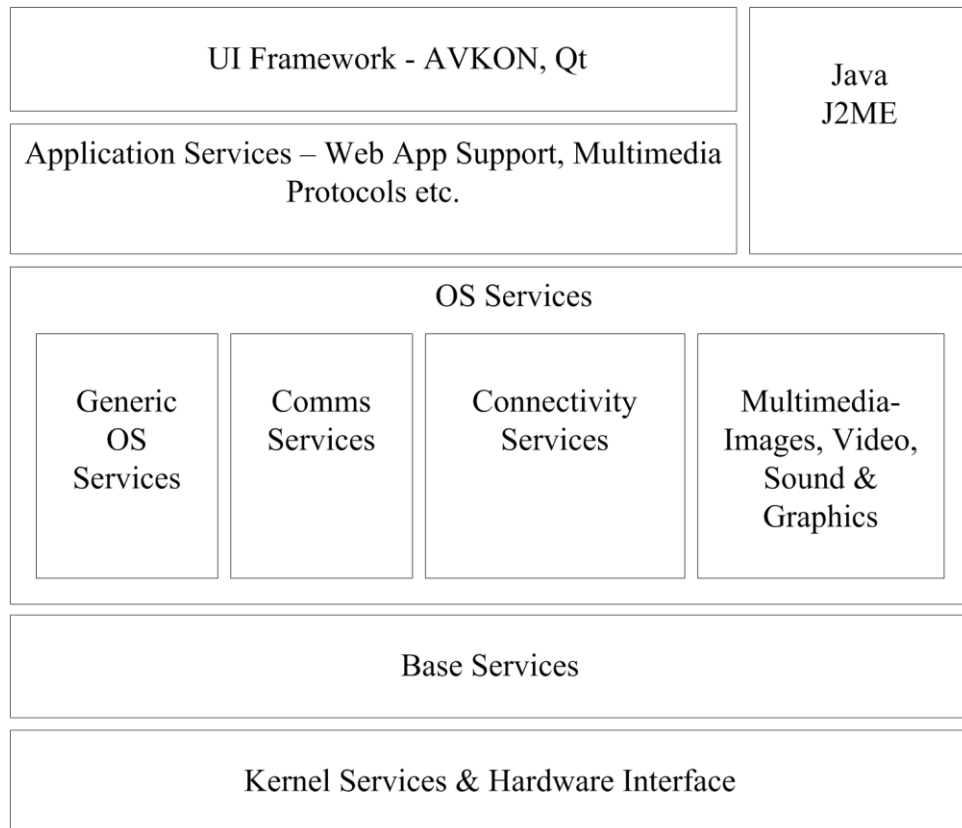 UI Framework - AVKON, Qt
Java
J2ME
Application Services – Web App Support, Multimedia
Protocols etc.
OS Services
Generic
OS
Services
Comms
Services
Connectivity
Services
Multimedia-
Images, Video,
Sound &
Graphics
Base Services
Kernel Services & Hardware Interface